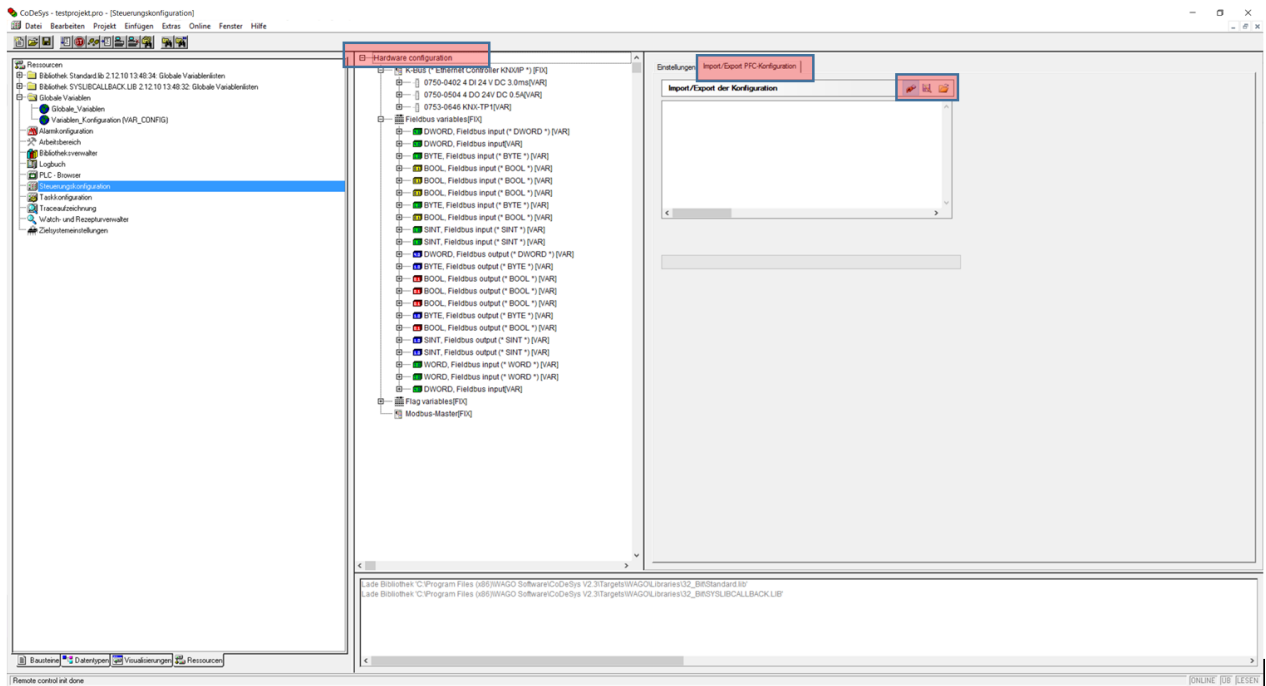 CoDeSys - testprojekt.pro - [Steuerungskonfiguration]
Datei Bearbeiten Projekt Einfügen Extras Online Fenster Hilfe
Ressourcen
Bibliothek Standard.lib 2.12.10 13:48:34: Globale Variablenlisten
Bibliothek SYSLIBCALLBACK.LIB 2.12.10 13:48:32: Globale Variablenlisten
Globale Variablen
Globale_Variablen
Variablen_Konfiguration (VAR_CONFIG)
Alarmkonfiguration
Arbeitsbereich
Bibliotheksverwalter
Logbuch
PLC - Browser
Steuerungskonfiguration
Taskkonfiguration
Traceaufzeichnung
Watch- und Rezepturverwalter
Zielsystemeinstellungen
Bausteine Datentypen Visualisierungen Ressourcen
Hardware configuration
K-Bus (* Ethernet Controller KNX/IP *) [FIX]
0750-0402 4 DI 24 V DC 3.0ms[VAR]
0750-0504 4 DO 24V DC 0.5A[VAR]
0753-0646 KNX-TP1[VAR]
Fieldbus variables[FIX]
DWORD, Fieldbus input (* DWORD *) [VAR]
DWORD, Fieldbus input[VAR]
BYTE, Fieldbus input (* BYTE *) [VAR]
BOOL, Fieldbus input (* BOOL *) [VAR]
BOOL, Fieldbus input (* BOOL *) [VAR]
BOOL, Fieldbus input (* BOOL *) [VAR]
BYTE, Fieldbus input (* BYTE *) [VAR]
BOOL, Fieldbus input (* BOOL *) [VAR]
SINT, Fieldbus input (* SINT *) [VAR]
SINT, Fieldbus input (* SINT *) [VAR]
DWORD, Fieldbus output (* DWORD *) [VAR]
BYTE, Fieldbus output (* BYTE *) [VAR]
BOOL, Fieldbus output (* BOOL *) [VAR]
BOOL, Fieldbus output (* BOOL *) [VAR]
BOOL, Fieldbus output (* BOOL *) [VAR]
BYTE, Fieldbus output (* BYTE *) [VAR]
BOOL, Fieldbus output (* BOOL *) [VAR]
SINT, Fieldbus output (* SINT *) [VAR]
SINT, Fieldbus output (* SINT *) [VAR]
WORD, Fieldbus input (* WORD *) [VAR]
WORD, Fieldbus input (* WORD *) [VAR]
DWORD, Fieldbus input[VAR]
Flag variables[FIX]
Modbus-Master[FIX]
Einstellungen Import/Export PFC-Konfiguration
Import/Export der Konfiguration
Lade Bibliothek 'C:\Program Files (x86)\WAGO Software\CoDeSys V2.3\Targets\WAGO\Libraries\32_Bit\Standard.lib'
Lade Bibliothek 'C:\Program Files (x86)\WAGO Software\CoDeSys V2.3\Targets\WAGO\Libraries\32_Bit\SYSLIBCALLBACK.LIB'
Remote control init done
ONLINE ÜB LESEN